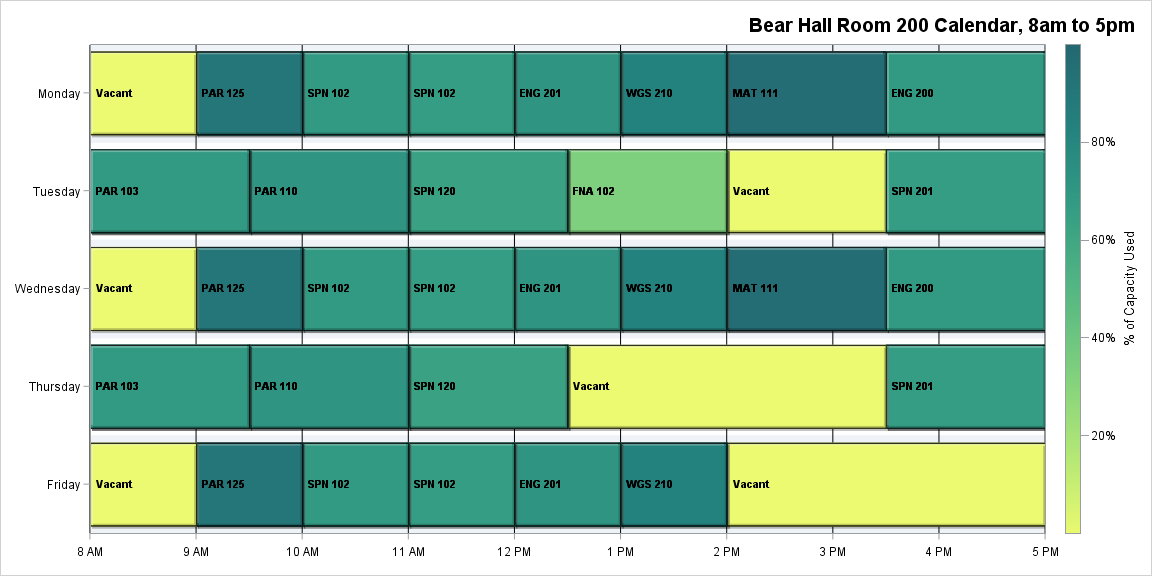 Bear Hall Room 200 Calendar, 8am to 5pm
Monday
Vacant
PAR 125
SPN 102
SPN 102
ENG 201
WGS 210
MAT 111
ENG 200
Tuesday
PAR 103
PAR 110
SPN 120
FNA 102
Vacant
SPN 201
Wednesday
Vacant
PAR 125
SPN 102
SPN 102
ENG 201
WGS 210
MAT 111
ENG 200
Thursday
PAR 103
PAR 110
SPN 120
Vacant
SPN 201
Friday
Vacant
PAR 125
SPN 102
SPN 102
ENG 201
WGS 210
Vacant
8 AM
9 AM
10 AM
11 AM
12 PM
1 PM
2 PM
3 PM
4 PM
5 PM
80%
60%
40%
20%
% of Capacity Used